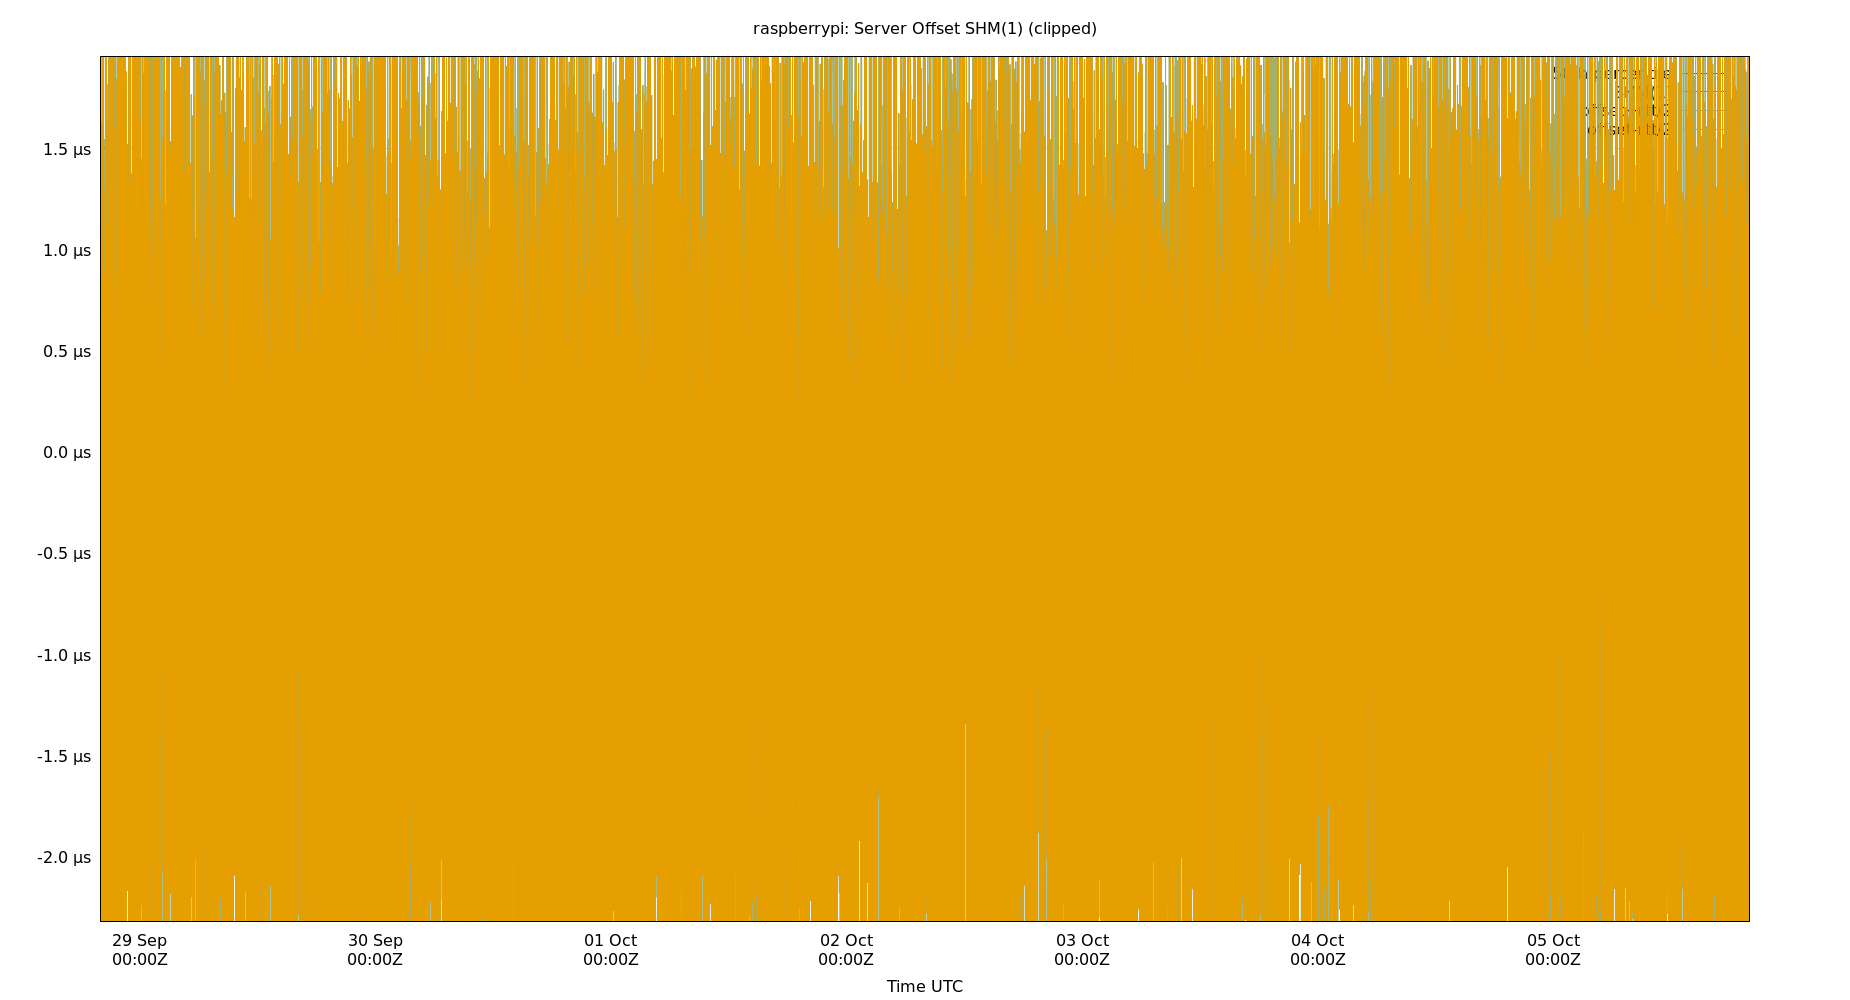 raspberrypi: Server Offset SHM(1) (clipped)
1.5 µs
1.0 µs
0.5 µs
0.0 µs
-0.5 µs
-1.0 µs
-1.5 µs
-2.0 µs
29 Sep 30 Sep 01 Oct 02 Oct 03 Oct 04 Oct 05 Oct
00:00Z 00:00Z 00:00Z 00:00Z 00:00Z 00:00Z 00:00Z
Time UTC